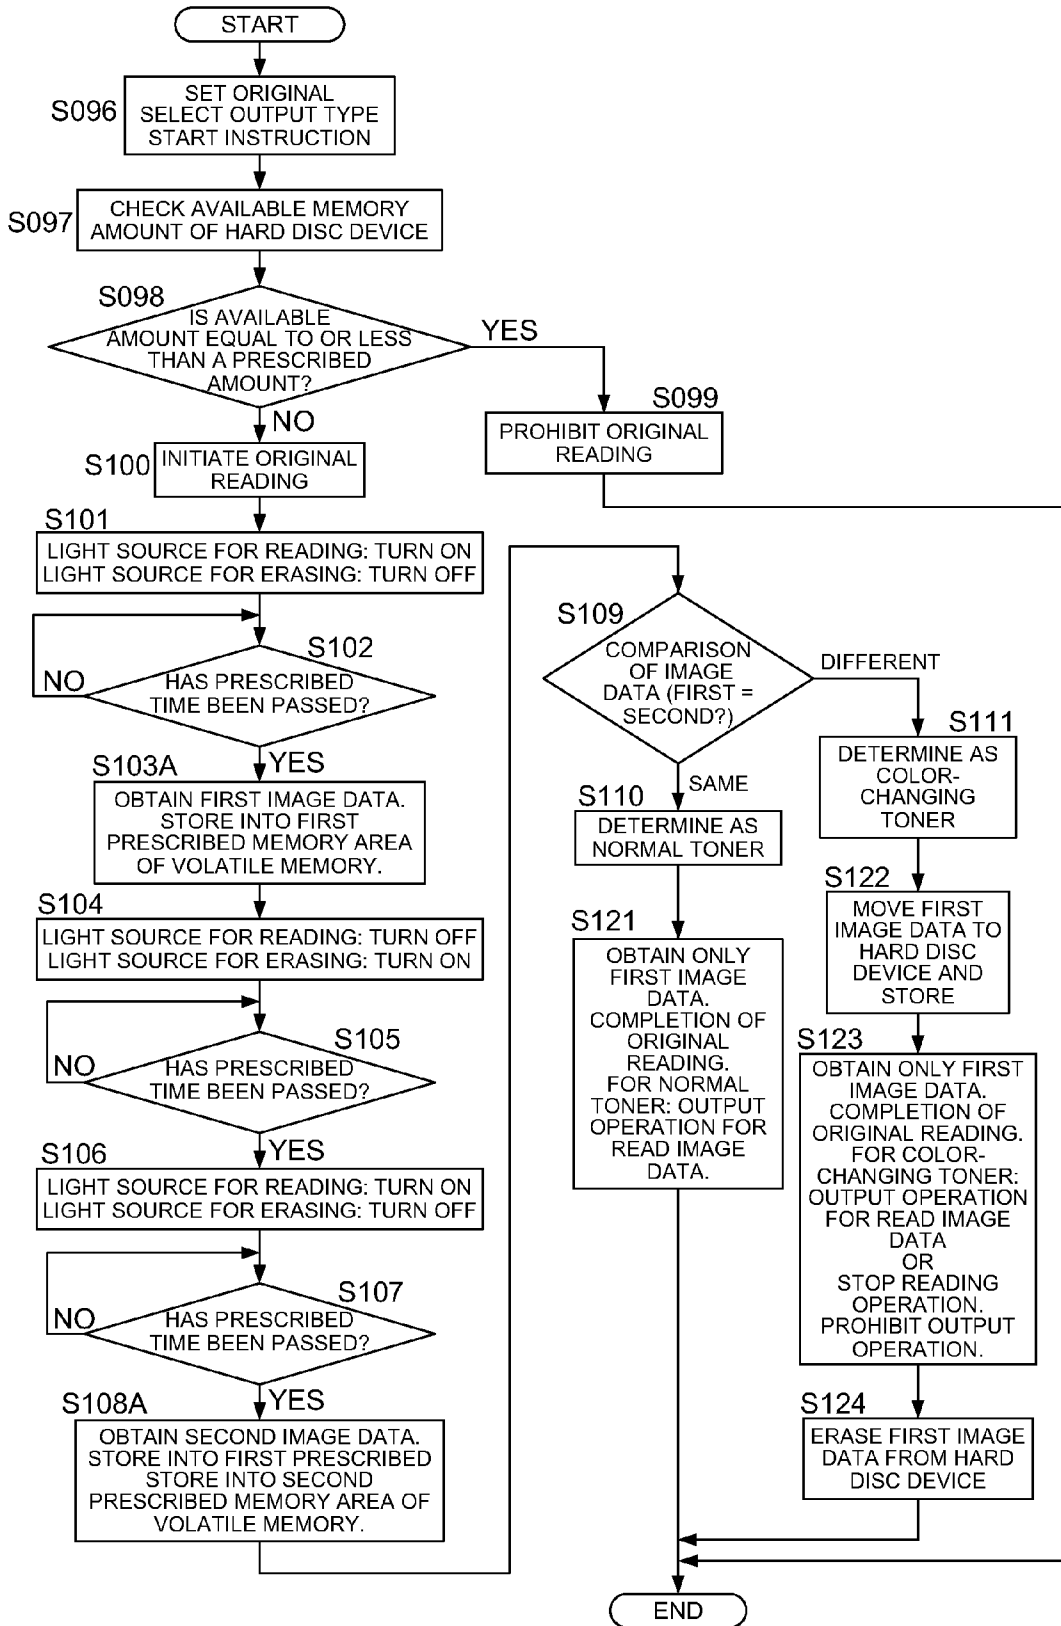 START
S096
SET ORIGINAL
SELECT OUTPUT TYPE
START INSTRUCTION
S097
CHECK AVAILABLE MEMORY
AMOUNT OF HARD DISC DEVICE
S098
IS AVAILABLE
AMOUNT EQUAL TO OR LESS
THAN A PRESCRIBED
AMOUNT?
YES
NO
S099
PROHIBIT ORIGINAL
READING
S100
INITIATE ORIGINAL
READING
S101
LIGHT SOURCE FOR READING: TURN ON
LIGHT SOURCE FOR ERASING: TURN OFF
S102
HAS PRESCRIBED
TIME BEEN PASSED?
NO
YES
S103A
OBTAIN FIRST IMAGE DATA.
STORE INTO FIRST
PRESCRIBED MEMORY AREA
OF VOLATILE MEMORY.
S104
LIGHT SOURCE FOR READING: TURN OFF
LIGHT SOURCE FOR ERASING: TURN ON
S105
HAS PRESCRIBED
TIME BEEN PASSED?
NO
YES
S106
LIGHT SOURCE FOR READING: TURN ON
LIGHT SOURCE FOR ERASING: TURN OFF
S107
HAS PRESCRIBED
TIME BEEN PASSED?
NO
YES
S108A
OBTAIN SECOND IMAGE DATA.
STORE INTO FIRST PRESCRIBED
STORE INTO SECOND
PRESCRIBED MEMORY AREA OF
VOLATILE MEMORY.
S109
COMPARISON
OF IMAGE
DATA (FIRST =
SECOND?)
DIFFERENT
SAME
S110
DETERMINE AS
NORMAL TONER
S121
OBTAIN ONLY
FIRST IMAGE
DATA.
COMPLETION OF
ORIGINAL
READING.
FOR NORMAL
TONER: OUTPUT
OPERATION FOR
READ IMAGE
DATA.
S111
DETERMINE AS
COLOR-
CHANGING
TONER
S122
MOVE FIRST
IMAGE DATA TO
HARD DISC
DEVICE AND
STORE
S123
OBTAIN ONLY FIRST
IMAGE DATA.
COMPLETION OF
ORIGINAL READING.
FOR COLOR-
CHANGING TONER:
OUTPUT OPERATION
FOR READ IMAGE
DATA
OR
STOP READING
OPERATION.
PROHIBIT OUTPUT
OPERATION.
S124
ERASE FIRST IMAGE
DATA FROM HARD
DISC DEVICE
END